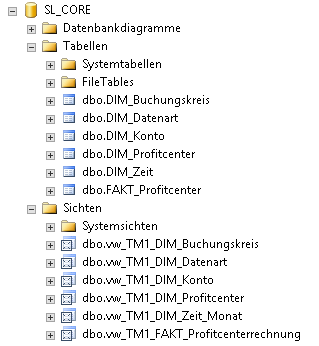 SL_CORE
Datenbankdiagramme
Tabellen
Systemtabellen
FileTables
dbo.DIM_Buchungskreis
dbo.DIM_Datenart
dbo.DIM_Konto
dbo.DIM_Profitcenter
dbo.DIM_Zeit
dbo.FAKT_Profitcenter
Sichten
Systemsichten
dbo.vw_TM1_DIM_Buchungskreis
dbo.vw_TM1_DIM_Datenart
dbo.vw_TM1_DIM_Konto
dbo.vw_TM1_DIM_Profitcenter
dbo.vw_TM1_DIM_Zeit_Monat
dbo.vw_TM1_FAKT_Profitcenterrechnung